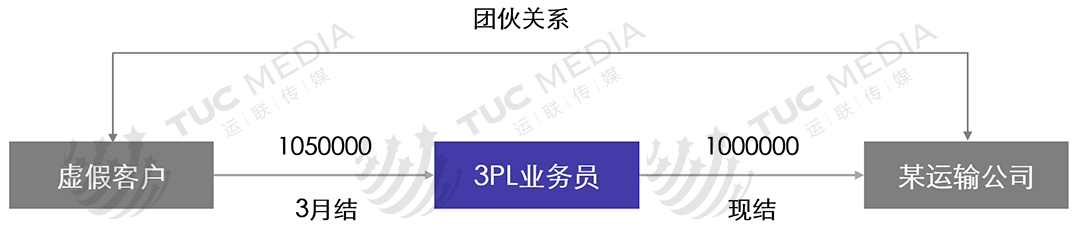 团伙关系
虚假客户
1050000
3月结
3PL业务员
1000000
现结
某运输公司
TUC MEDIA
运|联|传|媒
TUC MEDIA
运|联|传|媒
TUC MEDIA
运|联|传|媒